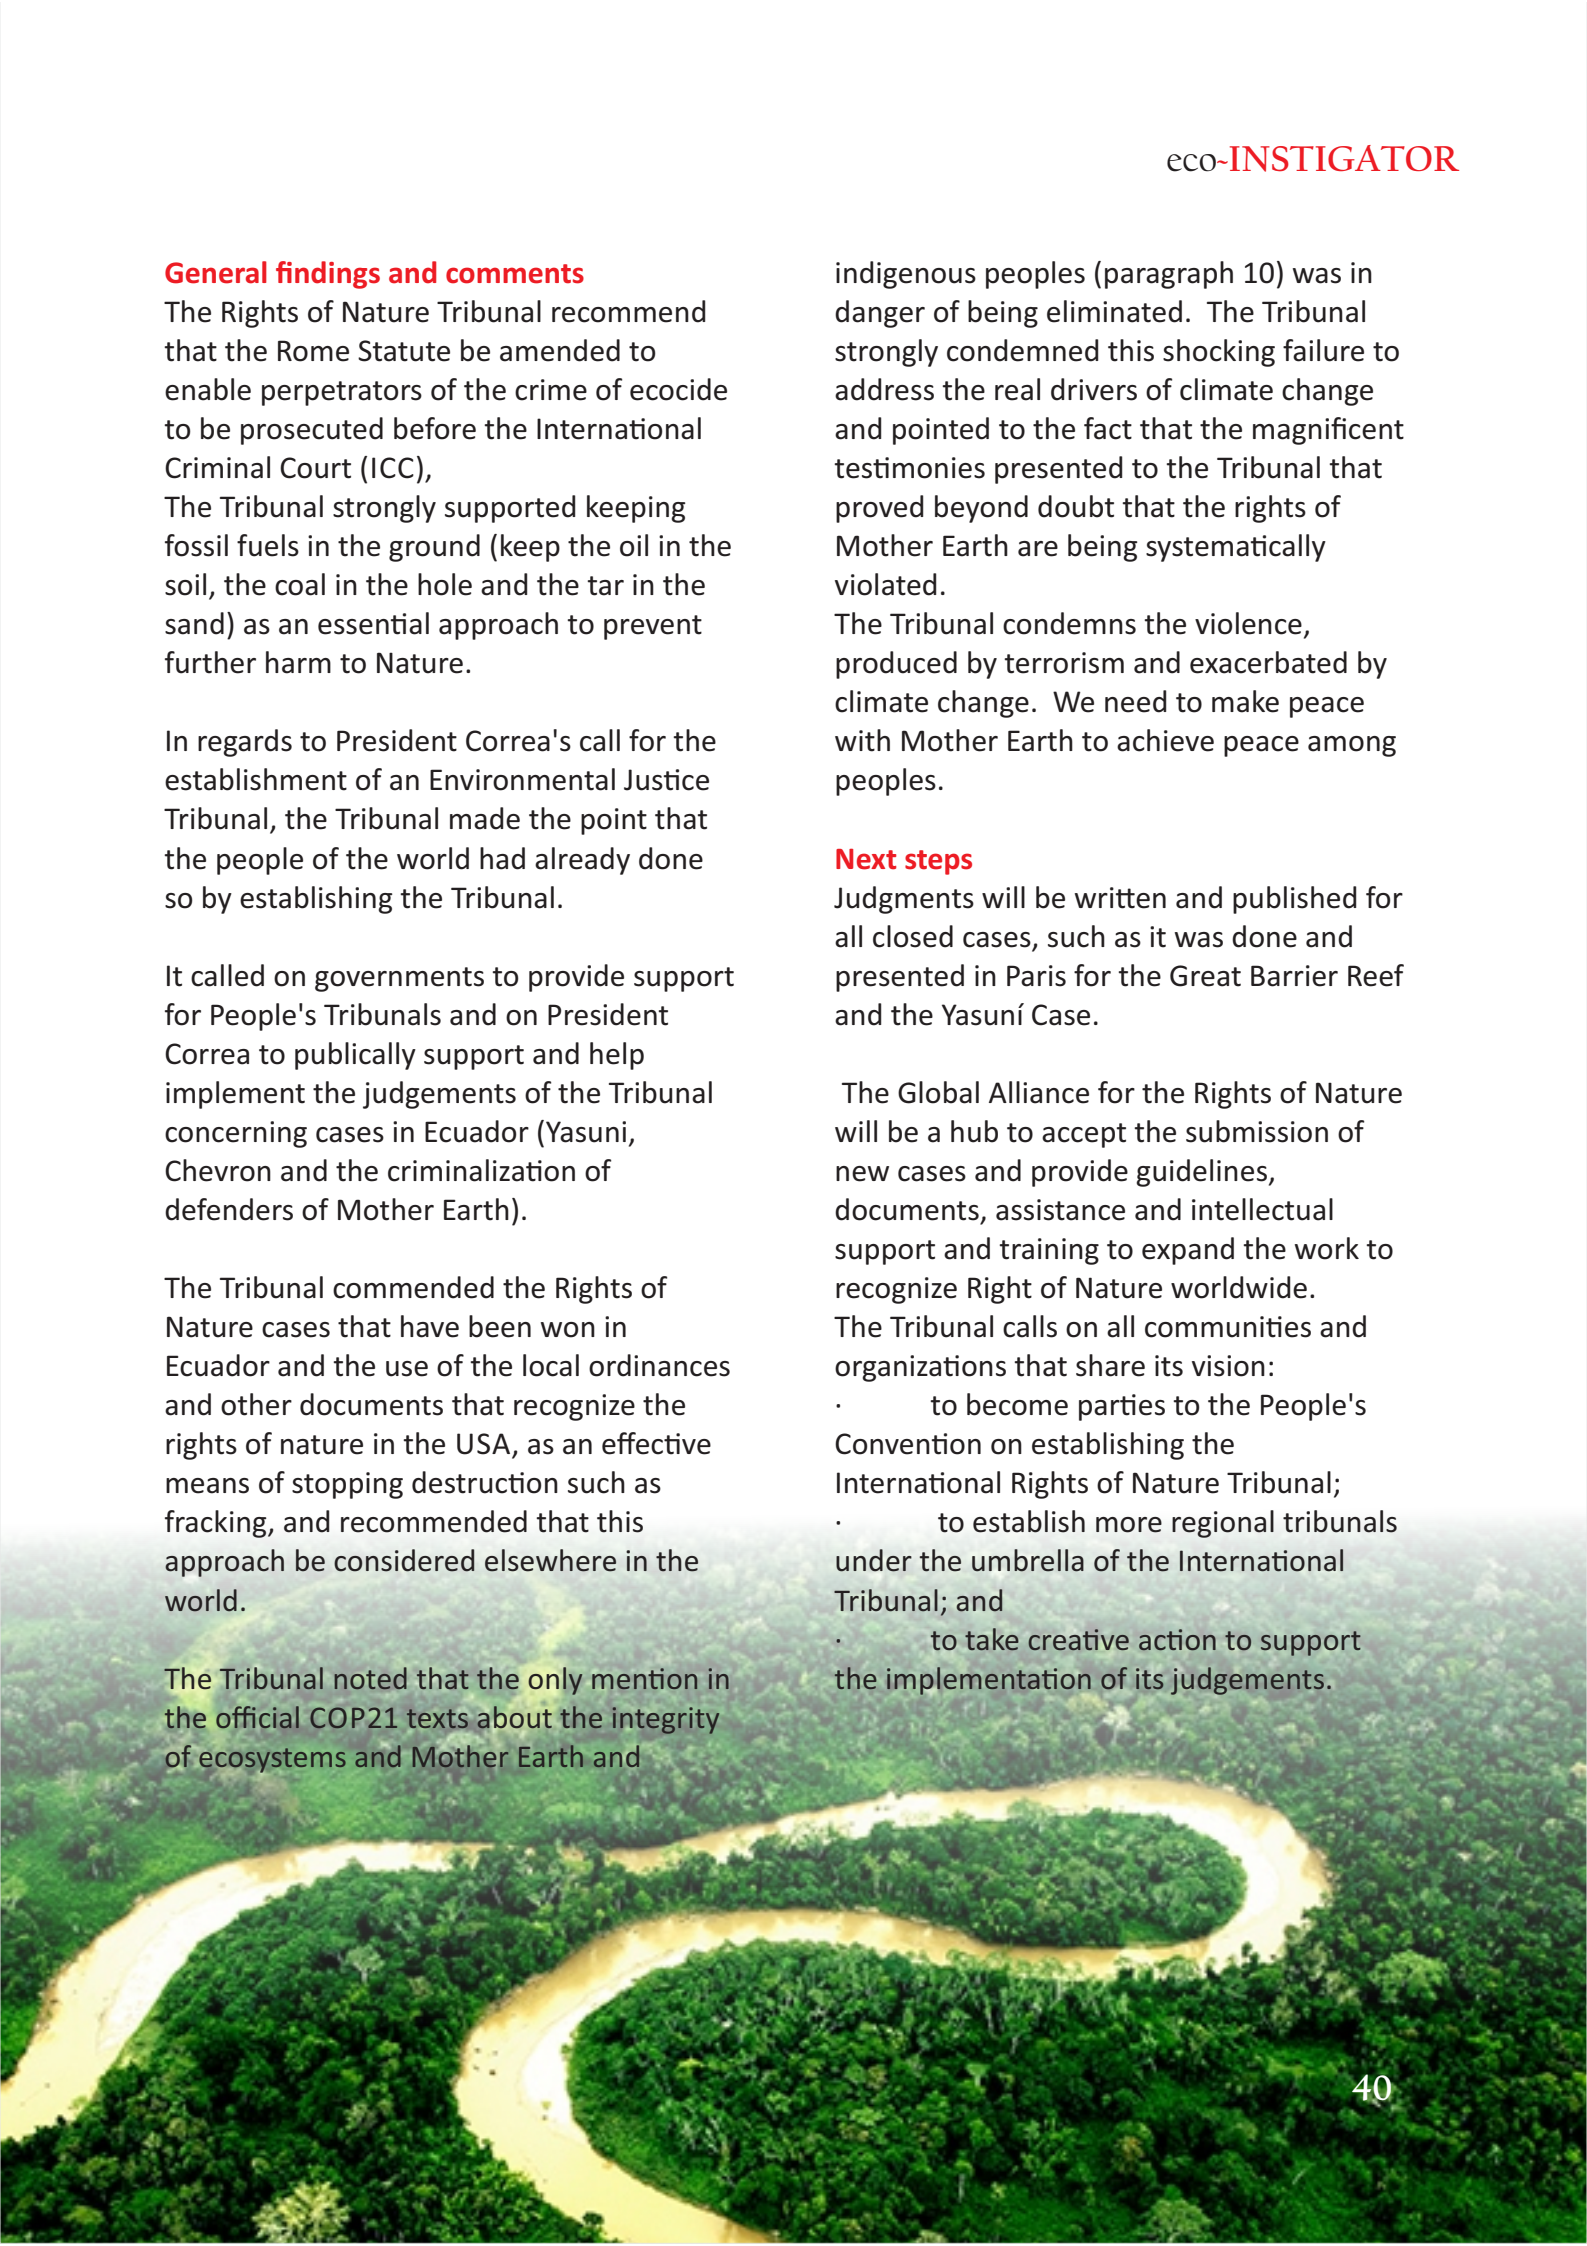 eco~INSTIGATOR
General findings and comments
The Rights of Nature Tribunal recommend
that the Rome Statute be amended to
enable perpetrators of the crime of ecocide
to be prosecuted before the International
Criminal Court (ICC),
The Tribunal strongly supported keeping
fossil fuels in the ground (keep the oil in the
soil, the coal in the hole and the tar in the
sand) as an essential approach to prevent
further harm to Nature.
In regards to President Correa's call for the
establishment of an Environmental Justice
Tribunal, the Tribunal made the point that
the people of the world had already done
so by establishing the Tribunal.
It called on governments to provide support
for People's Tribunals and on President
Correa to publically support and help
implement the judgements of the Tribunal
concerning cases in Ecuador (Yasuni,
Chevron and the criminalization of
defenders of Mother Earth).
The Tribunal commended the Rights of
Nature cases that have been won in
Ecuador and the use of the local ordinances
and other documents that recognize the
rights of nature in the USA, as an effective
means of stopping destruction such as
fracking, and recommended that this
approach be considered elsewhere in the
world.
The Tribunal noted that the only mention in
the official COP21 texts about the integrity
of ecosystems and Mother Earth and
indigenous peoples (paragraph 10) was in
danger of being eliminated.  The Tribunal
strongly condemned this shocking failure to
address the real drivers of climate change
and pointed to the fact that the magnificent
testimonies presented to the Tribunal that
proved beyond doubt that the rights of
Mother Earth are being systematically
violated.
The Tribunal condemns the violence,
produced by terrorism and exacerbated by
climate change.  We need to make peace
with Mother Earth to achieve peace among
peoples.
Next steps
Judgments will be written and published for
all closed cases, such as it was done and
presented in Paris for the Great Barrier Reef
and the Yasuní Case.
The Global Alliance for the Rights of Nature
will be a hub to accept the submission of
new cases and provide guidelines,
documents, assistance and intellectual
support and training to expand the work to
recognize Right of Nature worldwide.
The Tribunal calls on all communities and
organizations that share its vision:
· to become parties to the People's
Convention on establishing the
International Rights of Nature Tribunal;
· to establish more regional tribunals
under the umbrella of the International
Tribunal; and
· to take creative action to support
the implementation of its judgements.
40